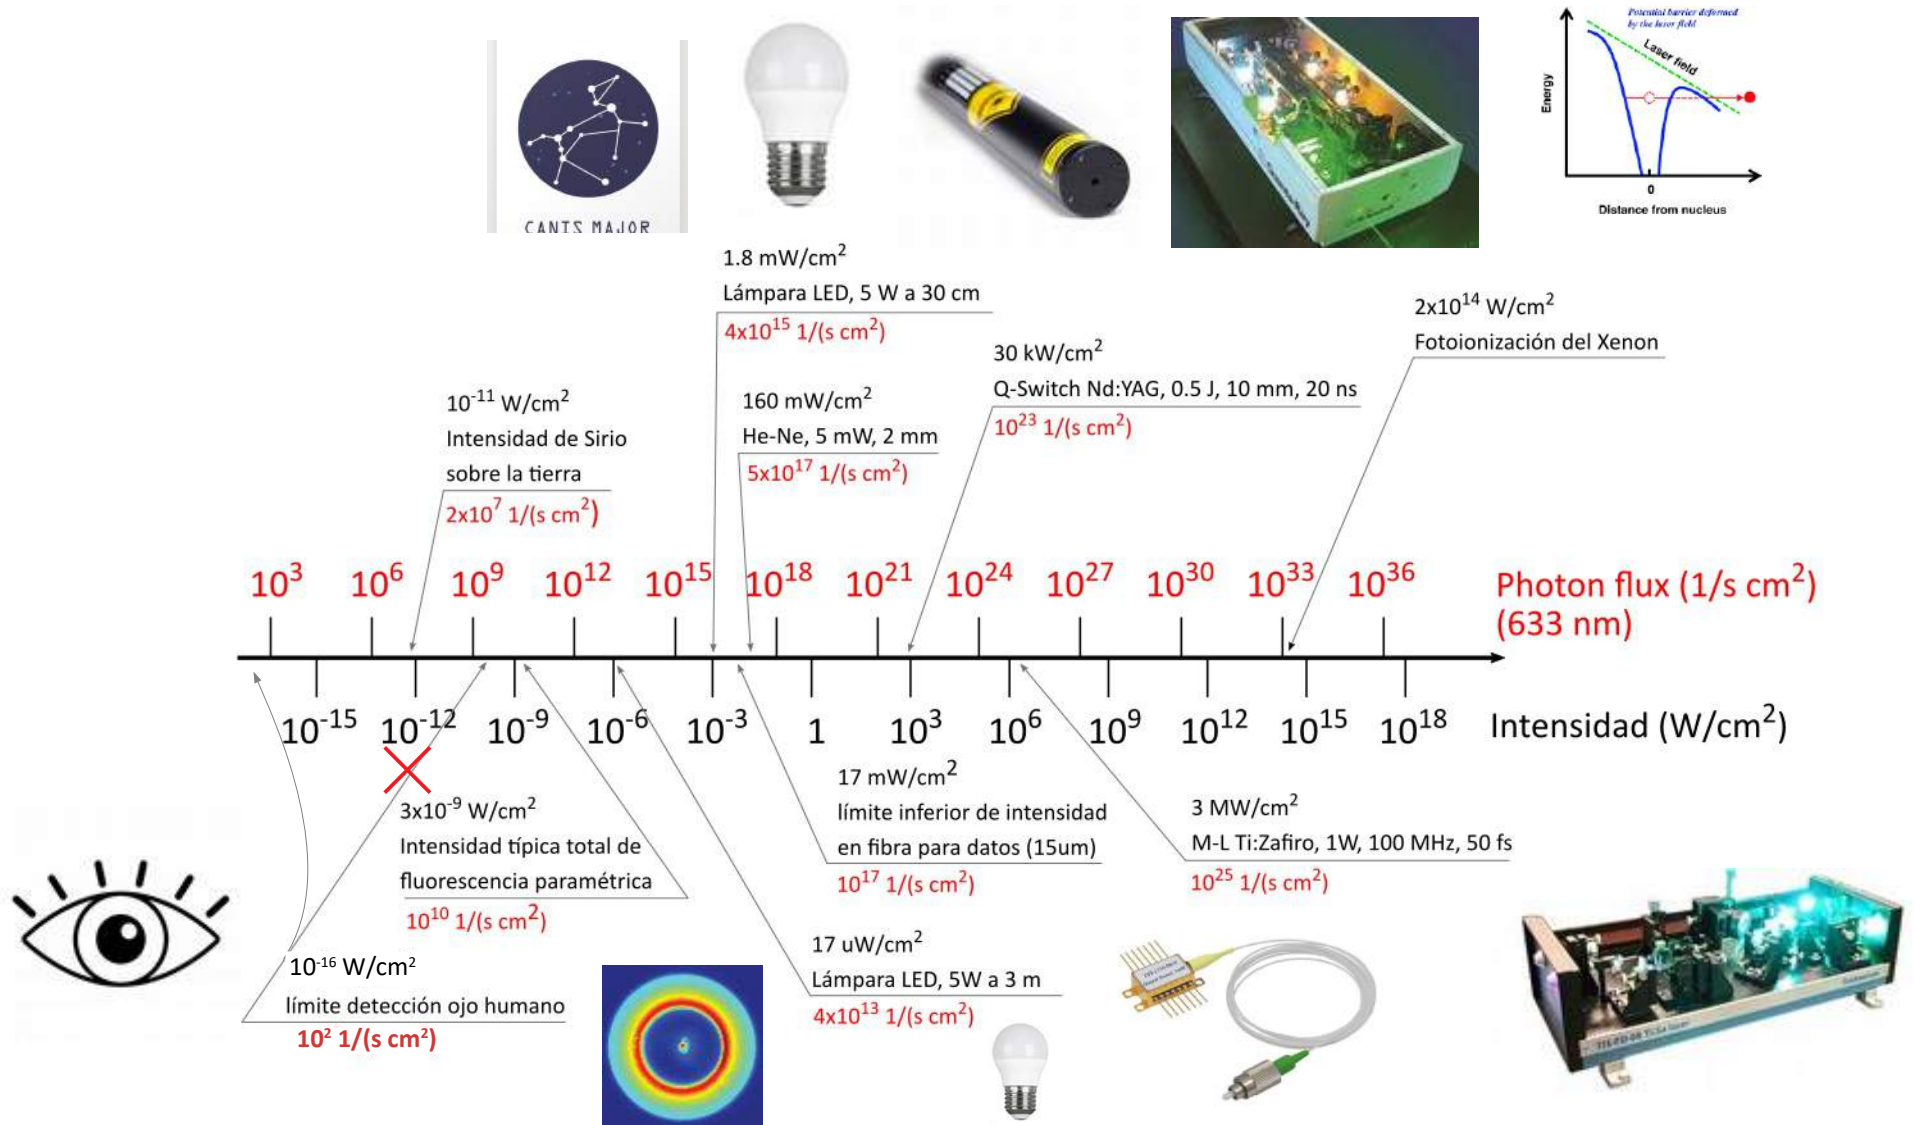 Potential barrier deformed
by the laser field
Laser field
Energy
0
Distance from nucleus
CANIS MAJOR
1.8 mW/cm²
Lámpara LED, 5 W a 30 cm
4x10¹⁵ 1/(s cm²)
2x10¹⁴ W/cm²
Fotoionización del Xenon
30 kW/cm²
Q-Switch Nd:YAG, 0.5 J, 10 mm, 20 ns
10²³ 1/(s cm²)
10⁻¹¹ W/cm²
Intensidad de Sirio
sobre la tierra
2x10⁷ 1/(s cm²)
160 mW/cm²
He-Ne, 5 mW, 2 mm
5x10¹⁷ 1/(s cm²)
10³ 10⁶ 10⁹ 10¹² 10¹⁵ 10¹⁸ 10²¹ 10²⁴ 10²⁷ 10³⁰ 10³³ 10³⁶ Photon flux (1/s cm²)
(633 nm)
10⁻¹⁵ 10⁻¹² 10⁻⁹ 10⁻⁶ 10⁻³ 1 10³ 10⁶ 10⁹ 10¹² 10¹⁵ 10¹⁸ Intensidad (W/cm²)
3x10⁻⁹ W/cm²
Intensidad típica total de
fluorescencia paramétrica
10¹⁰ 1/(s cm²)
17 mW/cm²
límite inferior de intensidad
en fibra para datos (15um)
10¹⁷ 1/(s cm²)
3 MW/cm²
M-L Ti:Zafiro, 1W, 100 MHz, 50 fs
10²⁵ 1/(s cm²)
10⁻¹⁶ W/cm²
límite detección ojo humano
10² 1/(s cm²)
17 uW/cm²
Lámpara LED, 5W a 3 m
4x10¹³ 1/(s cm²)